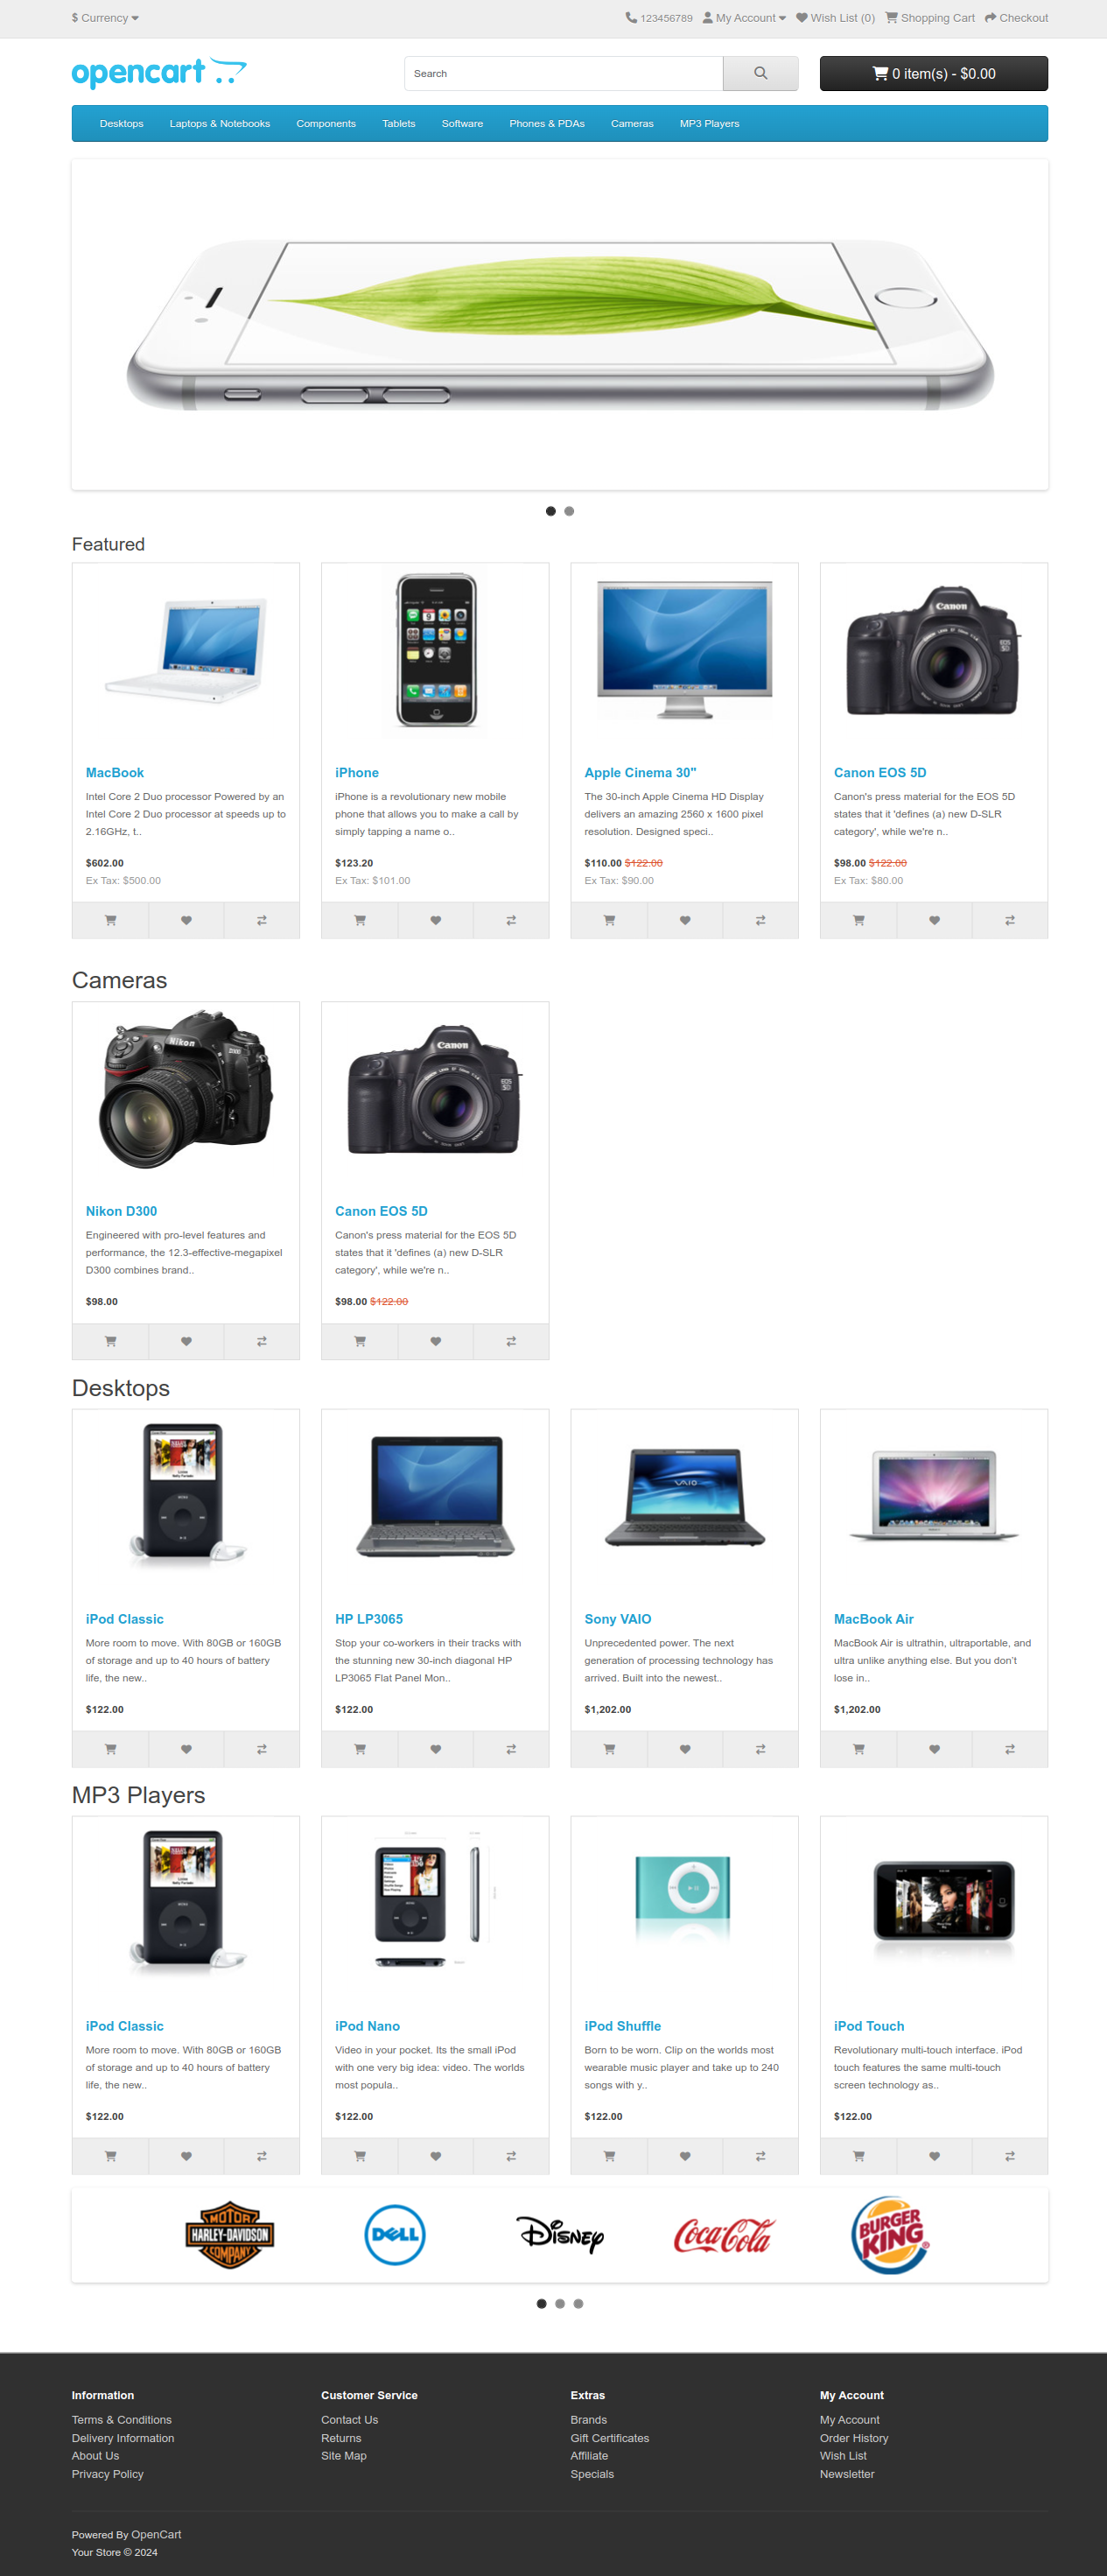 $ Currency
123456789 My Account Wish List (0) Shopping Cart Checkout
opencart
Search
0 item(s) - $0.00
Desktops Laptops & Notebooks Components Tablets Software Phones & PDAs Cameras MP3 Players
Featured
Canon
MacBook
Intel Core 2 Duo processor Powered by an
Intel Core 2 Duo processor at speeds up to
2.16GHz, t..
$602.00
Ex Tax: $500.00
iPhone
iPhone is a revolutionary new mobile
phone that allows you to make a call by
simply tapping a name o..
$123.20
Ex Tax: $101.00
Apple Cinema 30"
The 30-inch Apple Cinema HD Display
delivers an amazing 2560 x 1600 pixel
resolution. Designed speci..
$110.00 $122.00
Ex Tax: $90.00
Canon EOS 5D
Canon's press material for the EOS 5D
states that it 'defines (a) new D-SLR
category', while we're n..
$98.00 $122.00
Ex Tax: $80.00
Cameras
Nikon
Canon
Nikon D300
Engineered with pro-level features and
performance, the 12.3-effective-megapixel
D300 combines brand..
$98.00
Canon EOS 5D
Canon's press material for the EOS 5D
states that it 'defines (a) new D-SLR
category', while we're n..
$98.00 $122.00
Desktops
VAIO
iPod Classic
More room to move. With 80GB or 160GB
of storage and up to 40 hours of battery
life, the new..
$122.00
HP LP3065
Stop your co-workers in their tracks with
the stunning new 30-inch diagonal HP
LP3065 Flat Panel Mon..
$122.00
Sony VAIO
Unprecedented power. The next
generation of processing technology has
arrived. Built into the newest..
$1,202.00
MacBook Air
MacBook Air is ultrathin, ultraportable, and
ultra unlike anything else. But you don't
lose in..
$1,202.00
MP3 Players
iPod Classic
More room to move. With 80GB or 160GB
of storage and up to 40 hours of battery
life, the new..
$122.00
iPod Nano
Video in your pocket. Its the small iPod
with one very big idea: video. The worlds
most popula..
$122.00
iPod Shuffle
Born to be worn. Clip on the worlds most
wearable music player and take up to 240
songs with y..
$122.00
iPod Touch
Revolutionary multi-touch interface. iPod
touch features the same multi-touch
screen technology as..
$122.00
MOTOR
HARLEY-DAVIDSON
COMPANY
DELL
Disney
Coca-Cola
BURGER
KING
Information
Terms & Conditions
Delivery Information
About Us
Privacy Policy
Customer Service
Contact Us
Returns
Site Map
Extras
Brands
Gift Certificates
Affiliate
Specials
My Account
My Account
Order History
Wish List
Newsletter
Powered By OpenCart
Your Store © 2024